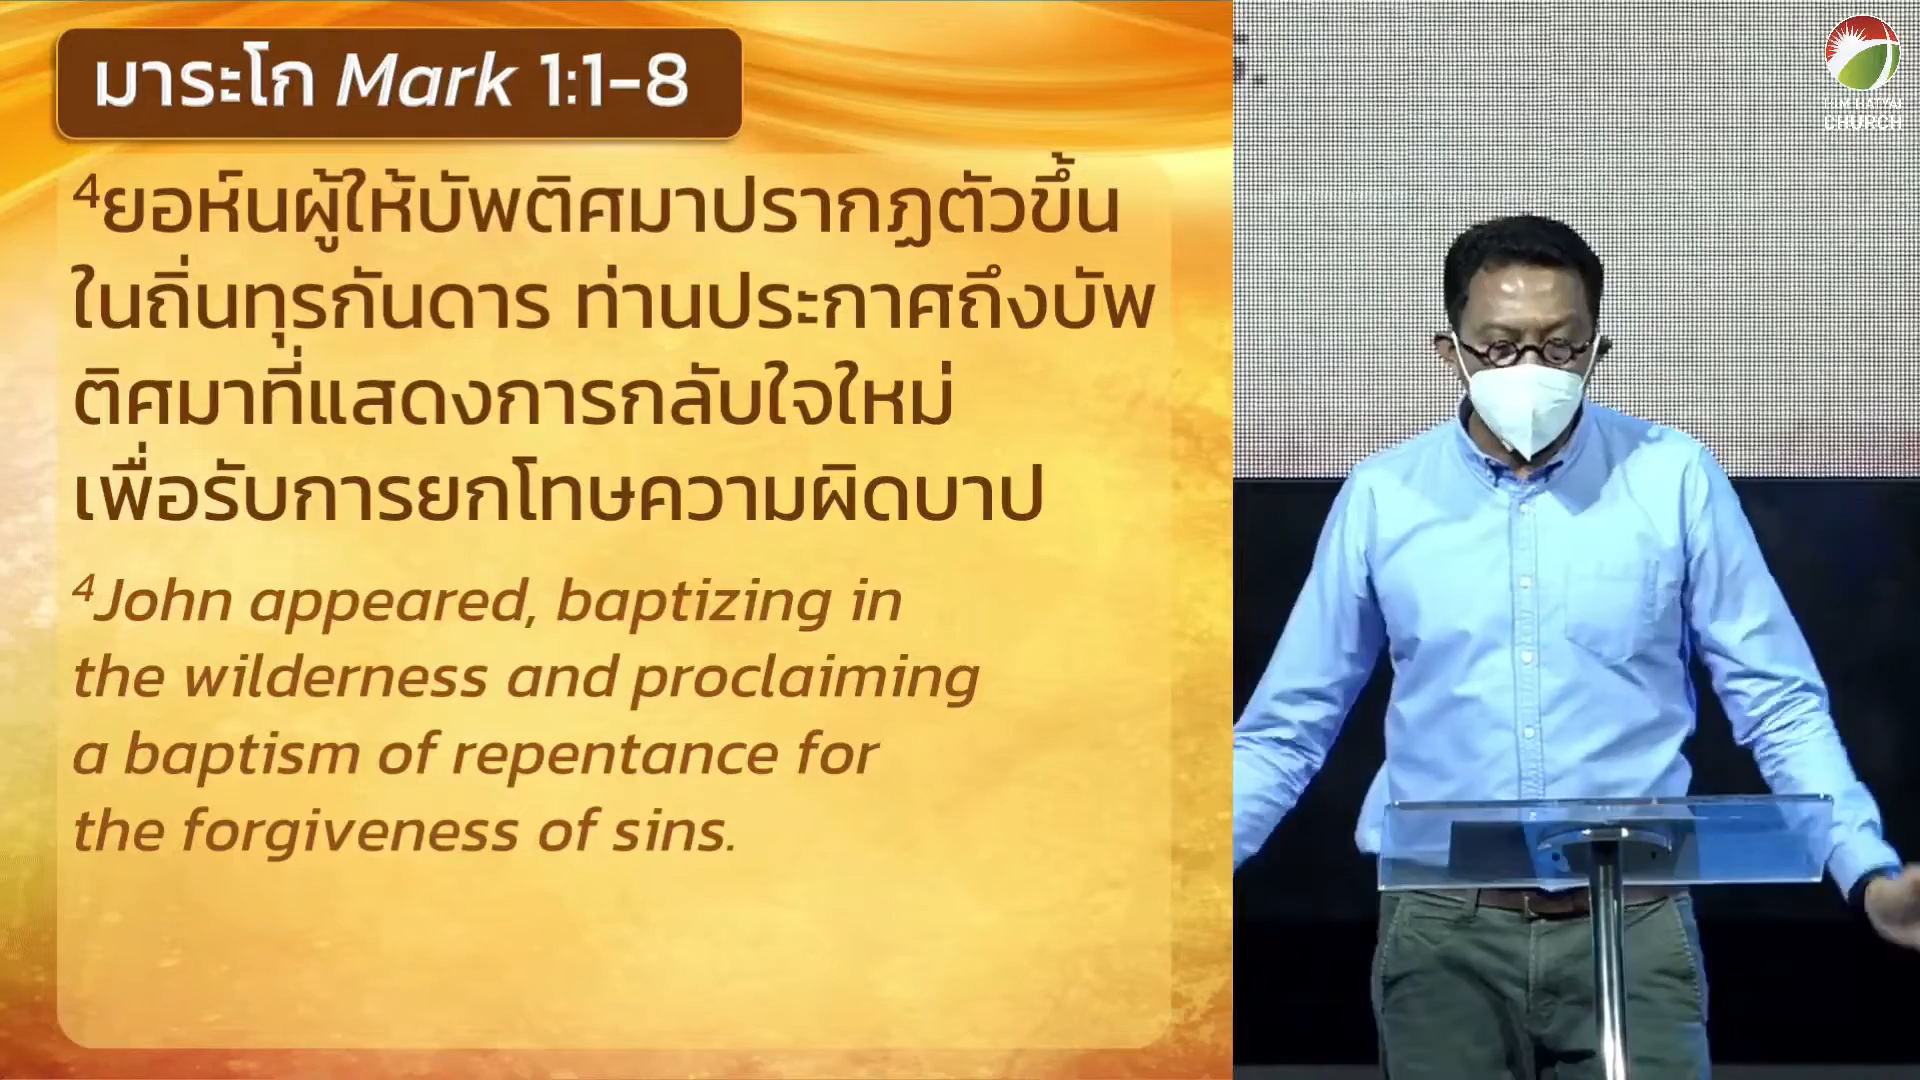 มาระโก Mark 1:1-8
4ยอห์นผู้ให้บัพติศมาปรากฏตัวขึ้น
ในถิ่นทุรกันดาร ท่านประกาศถึงบัพ
ติศมาที่แสดงการกลับใจใหม่
เพื่อรับการยกโทษความผิดบาป
4John appeared, baptizing in
the wilderness and proclaiming
a baptism of repentance for
the forgiveness of sins.
HATYAI
CHURCH